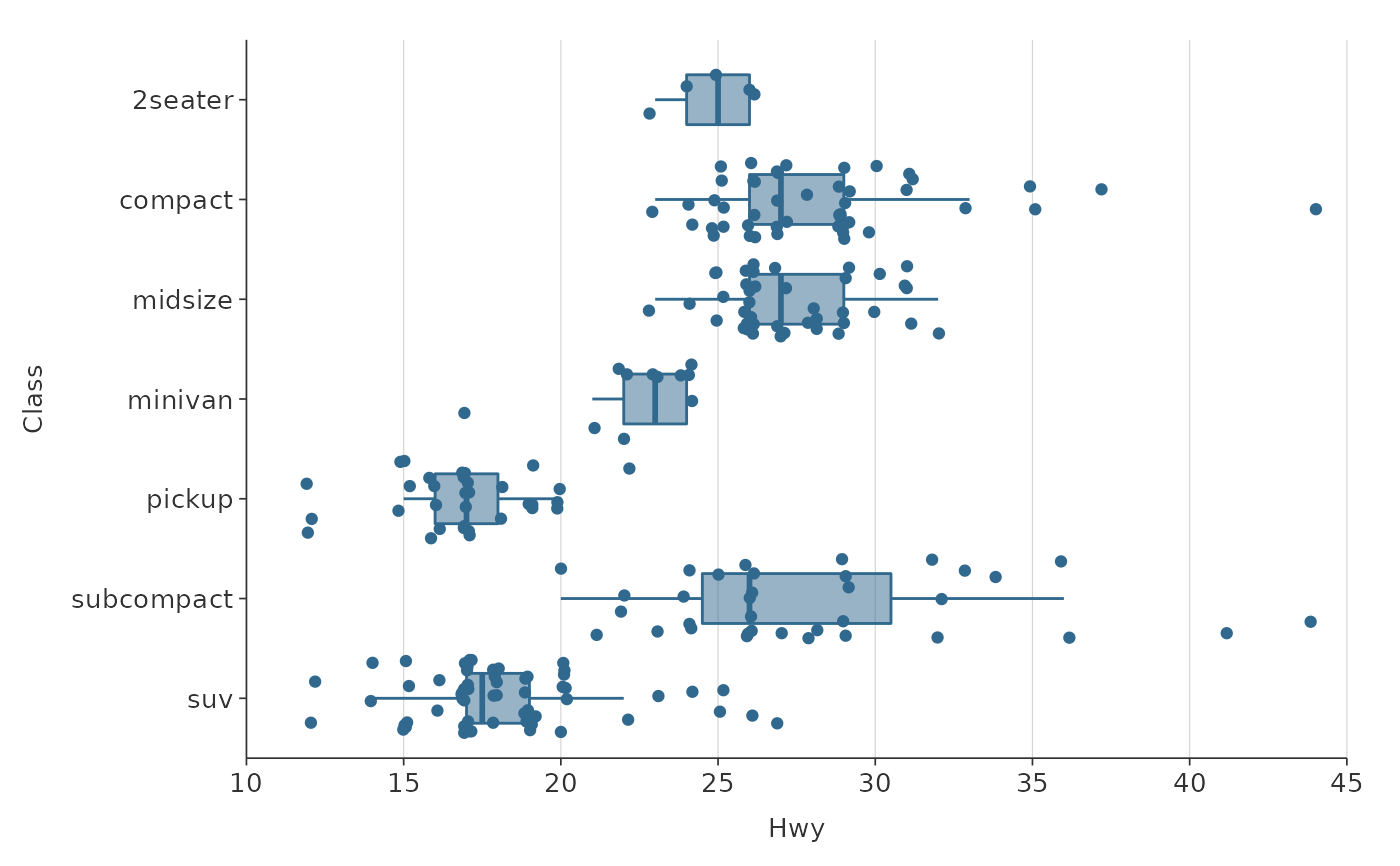 2seater
compact
midsize
minivan
pickup
subcompact
suv
Class
10 15 20 25 30 35 40 45
Hwy